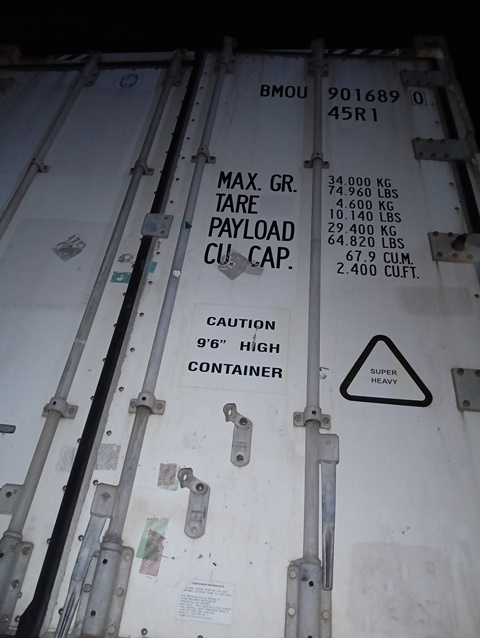 BMOU 901689 0
45R1
MAX. GR. 34.000 KG
74.960 LBS
TARE 4.600 KG
10.140 LBS
PAYLOAD 29.400 KG
64.820 LBS
CU. CAP. 67.9 CU.M.
2.400 CU.FT.
CAUTION
9'6" HIGH
CONTAINER
SUPER
HEAVY